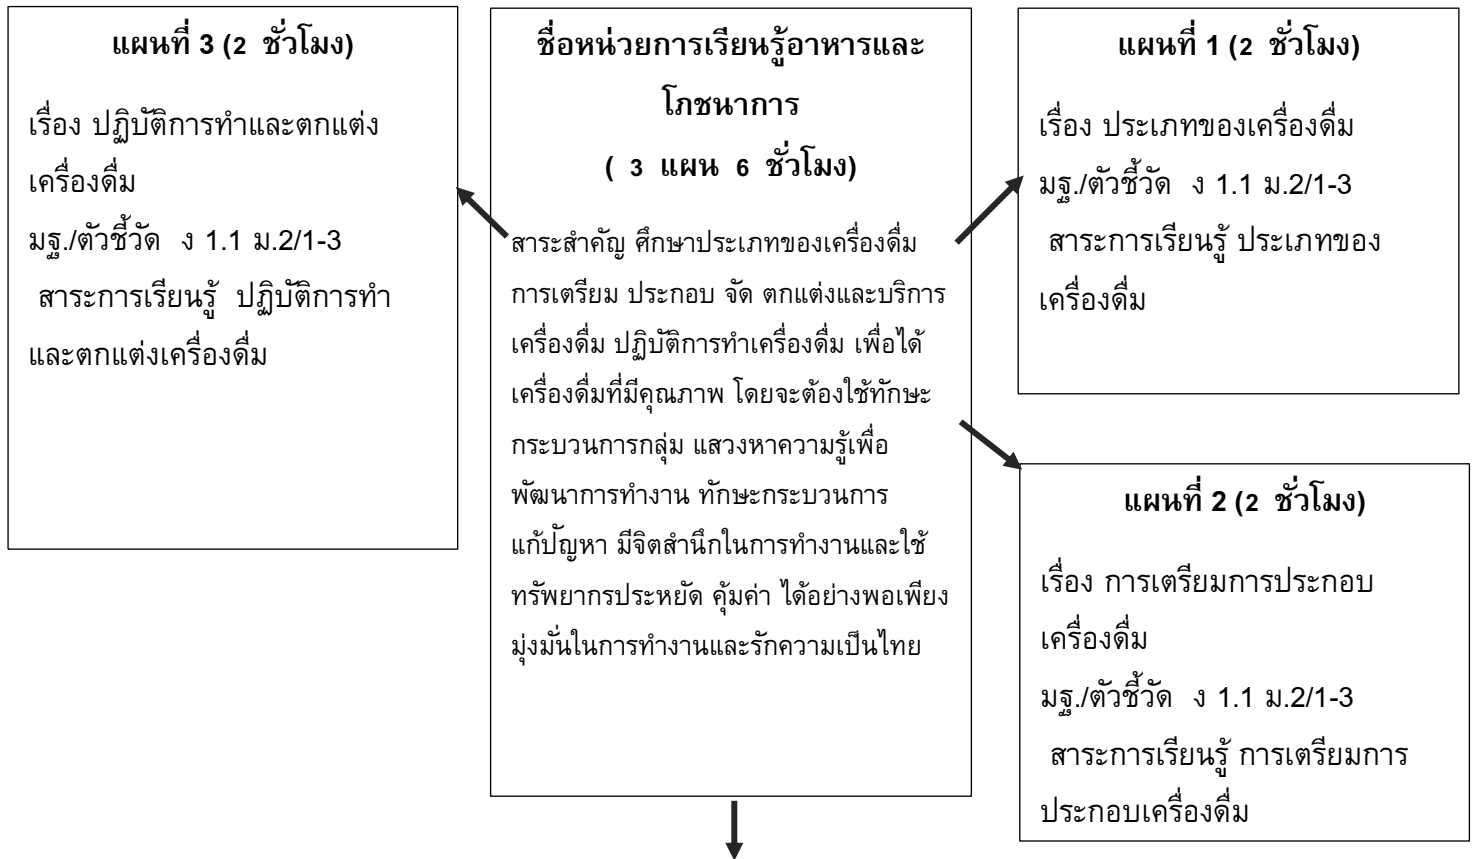 แผนที่ 3 (2 ชั่วโมง)
เรื่อง ปฏิบัติการทำและตกแต่ง
เครื่องดื่ม
มฐ./ตัวชี้วัด ง 1.1 ม.2/1-3
สาระการเรียนรู้ ปฏิบัติการทำ
และตกแต่งเครื่องดื่ม
ชื่อหน่วยการเรียนรู้อาหารและ
โภชนาการ
( 3 แผน 6 ชั่วโมง)
สาระสำคัญ ศึกษาประเภทของเครื่องดื่ม
การเตรียม ประกอบ จัด ตกแต่งและบริการ
เครื่องดื่ม ปฏิบัติการทำเครื่องดื่ม เพื่อได้
เครื่องดื่มที่มีคุณภาพ โดยจะต้องใช้ทักษะ
กระบวนการกลุ่ม แสวงหาความรู้เพื่อ
พัฒนาการทำงาน ทักษะกระบวนการ
แก้ปัญหา มีจิตสำนึกในการทำงานและใช้
ทรัพยากรประหยัด คุ้มค่า ได้อย่างพอเพียง
มุ่งมั่นในการทำงานและรักความเป็นไทย
แผนที่ 1 (2 ชั่วโมง)
เรื่อง ประเภทของเครื่องดื่ม
มฐ./ตัวชี้วัด ง 1.1 ม.2/1-3
สาระการเรียนรู้ ประเภทของ
เครื่องดื่ม
แผนที่ 2 (2 ชั่วโมง)
เรื่อง การเตรียมการประกอบ
เครื่องดื่ม
มฐ./ตัวชี้วัด ง 1.1 ม.2/1-3
สาระการเรียนรู้ การเตรียมการ
ประกอบเครื่องดื่ม